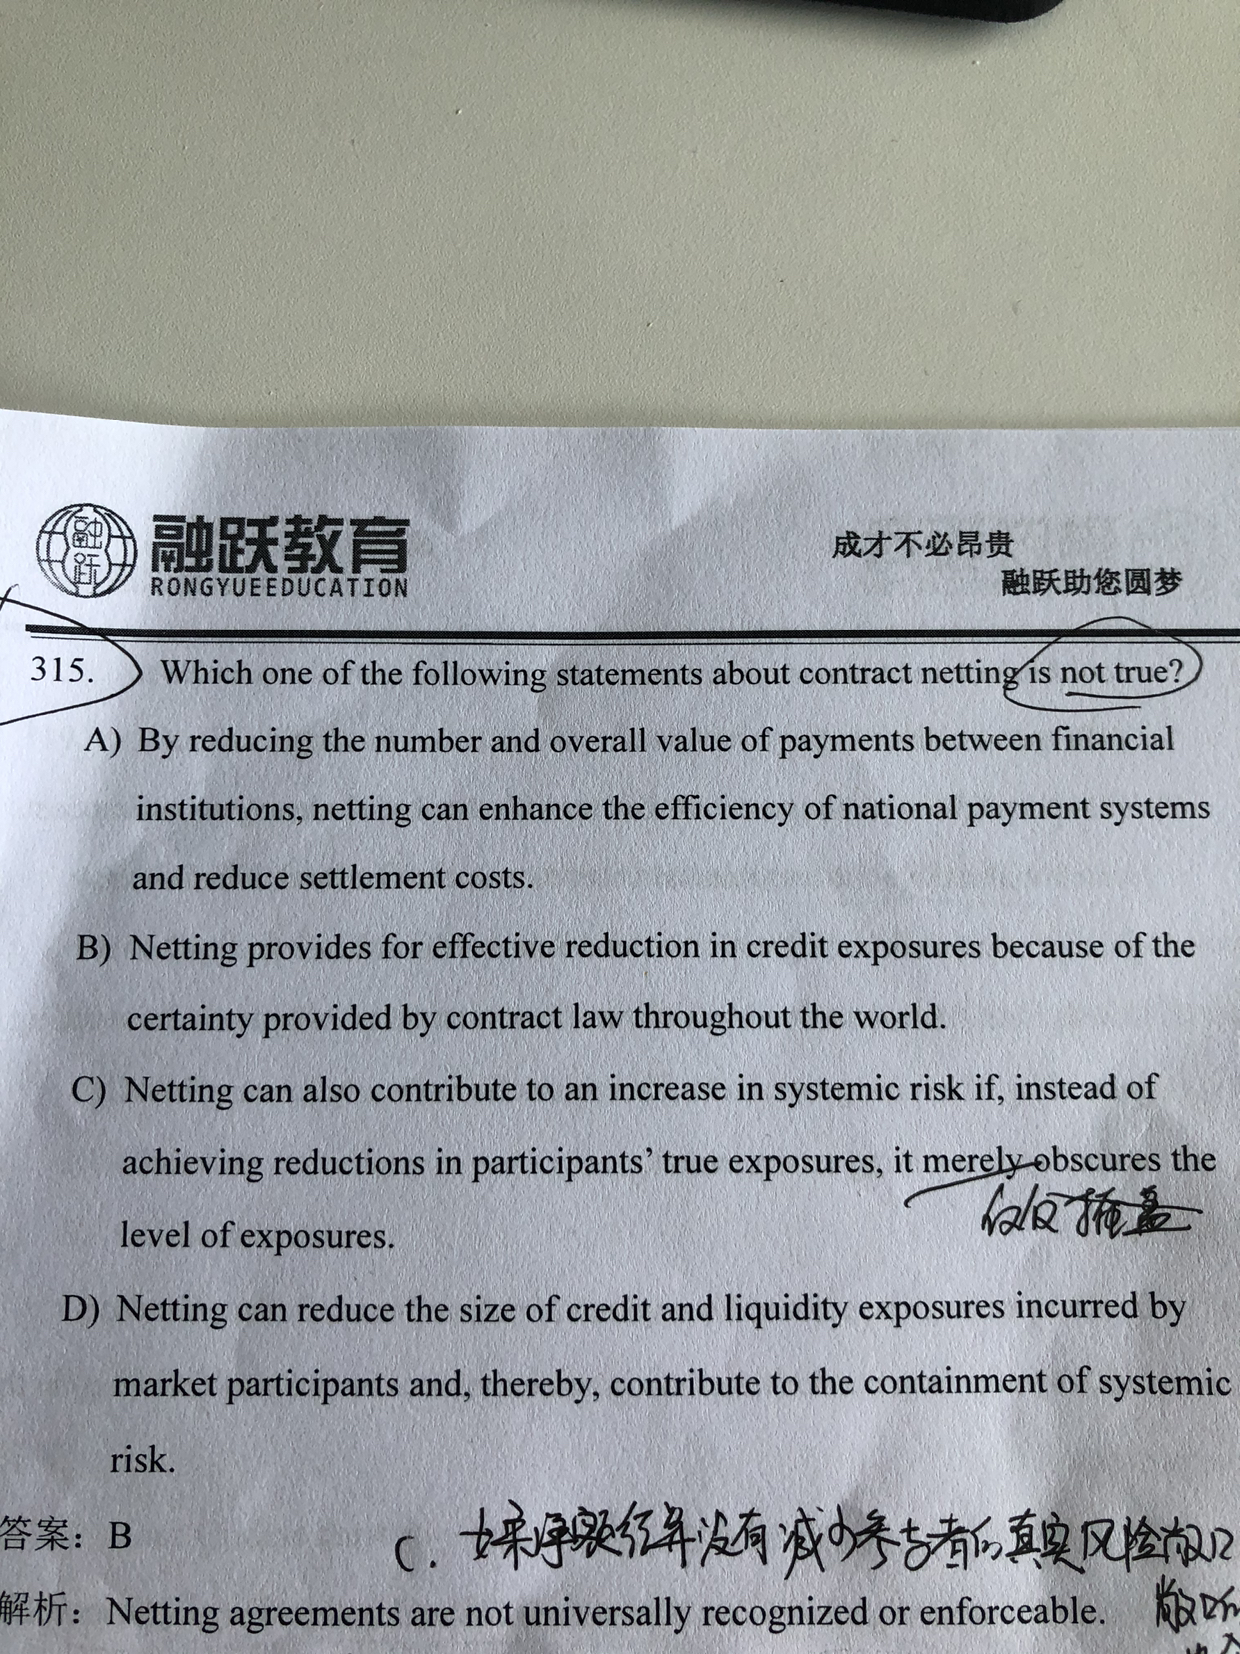 融跃
融跃教育
RONGYUEEDUCATION
成才不必昂贵
融跃助您圆梦
315. Which one of the following statements about contract netting is not true?
A) By reducing the number and overall value of payments between financial
institutions, netting can enhance the efficiency of national payment systems
and reduce settlement costs.
B) Netting provides for effective reduction in credit exposures because of the
certainty provided by contract law throughout the world.
C) Netting can also contribute to an increase in systemic risk if, instead of
achieving reductions in participants’ true exposures, it merely obscures the
仅仅掩盖
level of exposures.
D) Netting can reduce the size of credit and liquidity exposures incurred by
market participants and, thereby, contribute to the containment of systemic
risk.
答案：B
C. 如果净额结算没有减少参与者的真实风险敞口
解析：Netting agreements are not universally recognized or enforceable.
敞口的